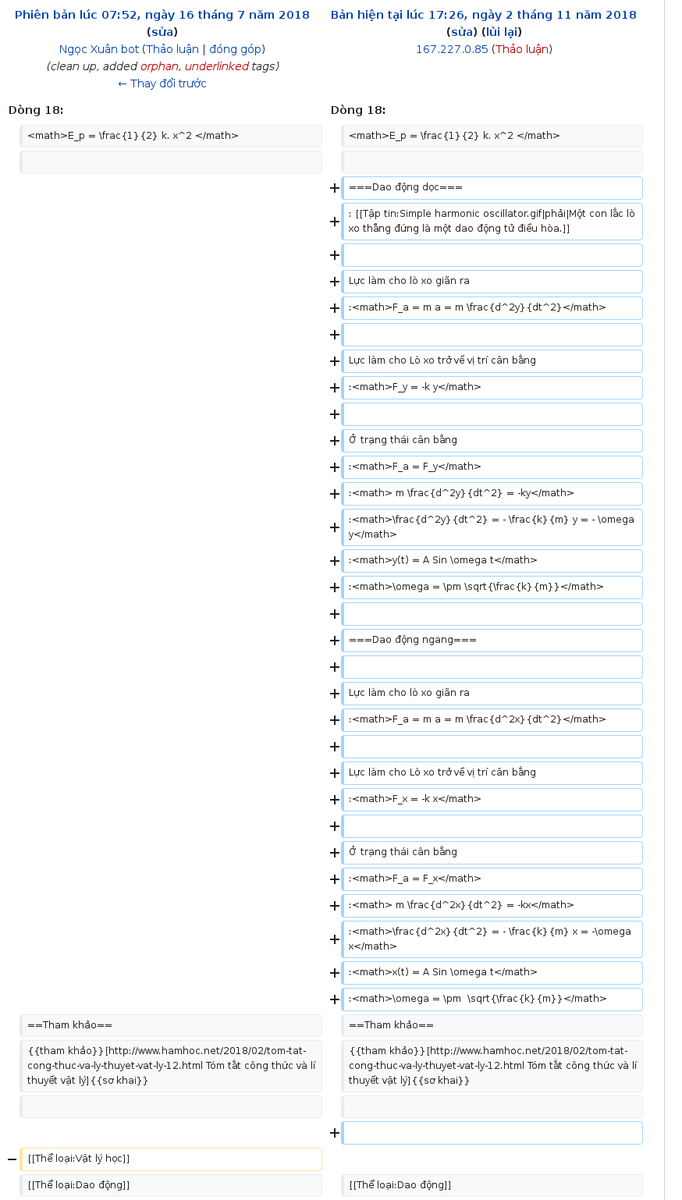 Phiên bản lúc 07:52, ngày 16 tháng 7 năm 2018
(sửa)
Ngọc Xuân bot (Thảo luận | đóng góp)
(clean up, added orphan, underlinked tags)
← Thay đổi trước
Bản hiện tại lúc 17:26, ngày 2 tháng 11 năm 2018
(sửa) (lùi lại)
167.227.0.85 (Thảo luận)
Dòng 18:
Dòng 18:
<math>E_p = \frac{1}{2} k. x^2 </math>
<math>E_p = \frac{1}{2} k. x^2 </math>
+ ===Dao động dọc===
+ : [[Tập tin:Simple harmonic oscillator.gif|phải|Một con lắc lò
xo thẳng đứng là một dao động tử điều hòa.]]
+
+ Lực làm cho lò xo giãn ra
+ :<math>F_a = m a = m \frac{d^2y}{dt^2}</math>
+
+ Lực làm cho Lò xo trở về vị trí cân bằng
+ :<math>F_y = -k y</math>
+
+ Ở trạng thái cân bằng
+ :<math>F_a = F_y</math>
+ :<math> m \frac{d^2y}{dt^2} = -ky</math>
+ :<math>\frac{d^2y}{dt^2} = - \frac{k}{m} y = - \omega
y</math>
+ :<math>y(t) = A Sin \omega t</math>
+ :<math>\omega = \pm \sqrt{\frac{k}{m}}</math>
+
+ ===Dao động ngang===
+
+ Lực làm cho lò xo giãn ra
+ :<math>F_a = m a = m \frac{d^2x}{dt^2}</math>
+
+ Lực làm cho Lò xo trở về vị trí cân bằng
+ :<math>F_x = -k x</math>
+
+ Ở trạng thái cân bằng
+ :<math>F_a = F_x</math>
+ :<math> m \frac{d^2x}{dt^2} = -kx</math>
+ :<math>\frac{d^2x}{dt^2} = - \frac{k}{m} x = -\omega
x</math>
+ :<math>x(t) = A Sin \omega t</math>
+ :<math>\omega = \pm  \sqrt{\frac{k}{m}}</math>
==Tham khảo==
==Tham khảo==
{{tham khảo}}[http://www.hamhoc.net/2018/02/tom-tat-
cong-thuc-va-ly-thuyet-vat-ly-12.html Tóm tắt công thức và lí
thuyết vật lý]{{sơ khai}}
{{tham khảo}}[http://www.hamhoc.net/2018/02/tom-tat-
cong-thuc-va-ly-thuyet-vat-ly-12.html Tóm tắt công thức và lí
thuyết vật lý]{{sơ khai}}
+
− [[Thể loại:Vật lý học]]
[[Thể loại:Dao động]]
[[Thể loại:Dao động]]